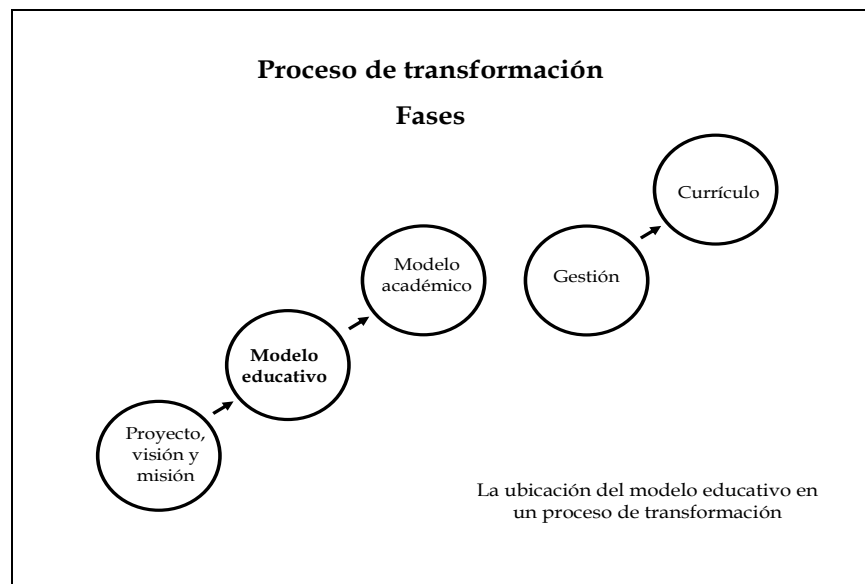 Proceso de transformación
Fases
Currículo
Modelo
académico
Gestión
Modelo
educativo
Proyecto,
visión y
misión
La ubicación del modelo educativo en
un proceso de transformación